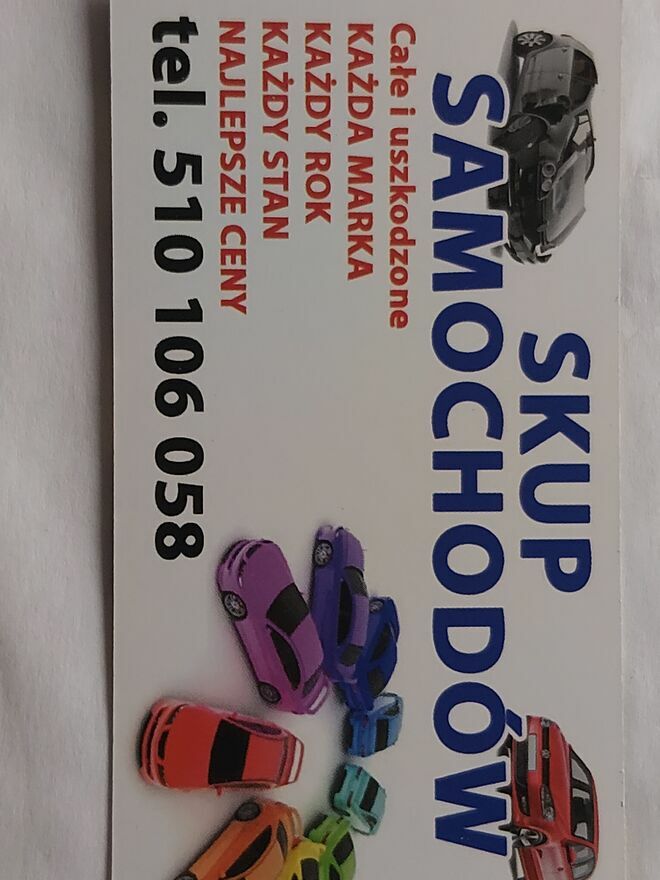 SKUP
SAMOCHODÓW
Całe i uszkodzone
KAŻDA MARKA
KAŻDY ROK
KAŻDY STAN
NAJLEPSZE CENY
tel. 510 106 058